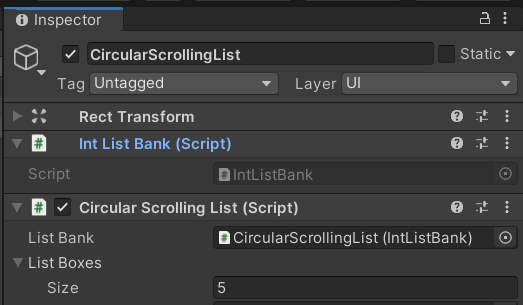 Inspector
CircularScrollingList Static
Tag Untagged Layer UI
Rect Transform
Int List Bank (Script)
Script IntListBank
Circular Scrolling List (Script)
List Bank CircularScrollingList (IntListBank)
List Boxes
Size 5